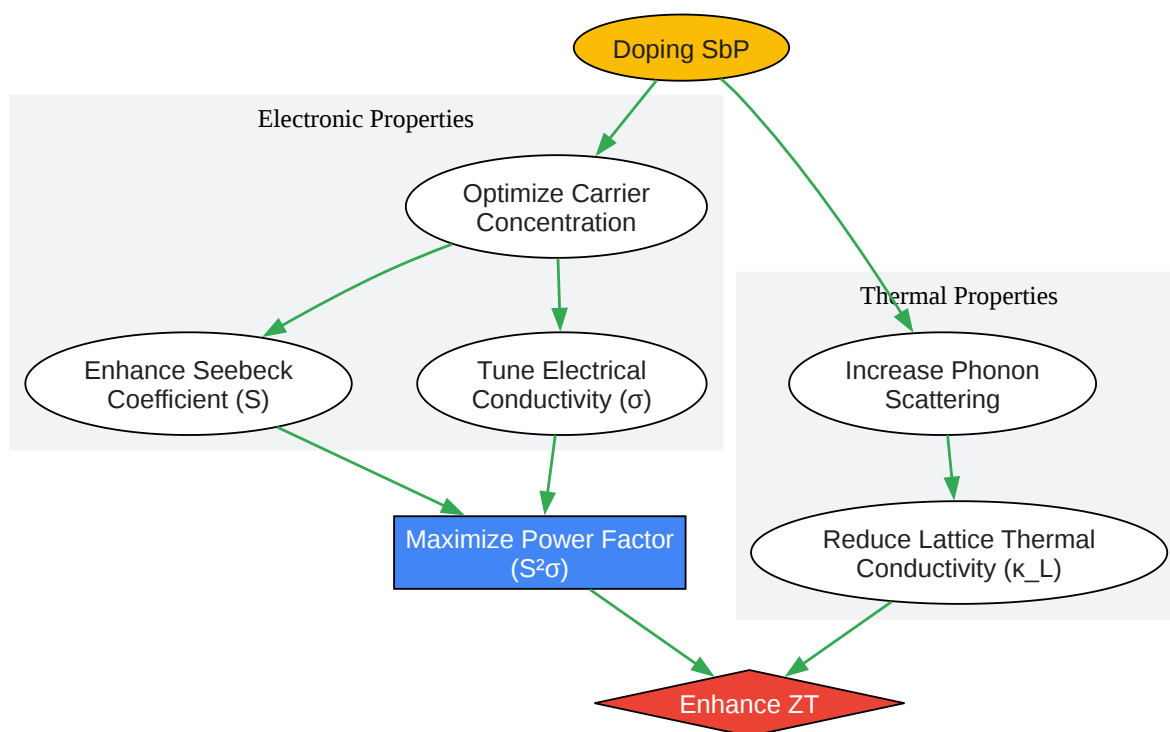 Doping SbP
Electronic Properties
Optimize Carrier
Concentration
Thermal Properties
Enhance Seebeck
Coefficient (S)
Tune Electrical
Conductivity (σ)
Increase Phonon
Scattering
Maximize Power Factor
(S²σ)
Reduce Lattice Thermal
Conductivity (κ_L)
Enhance ZT